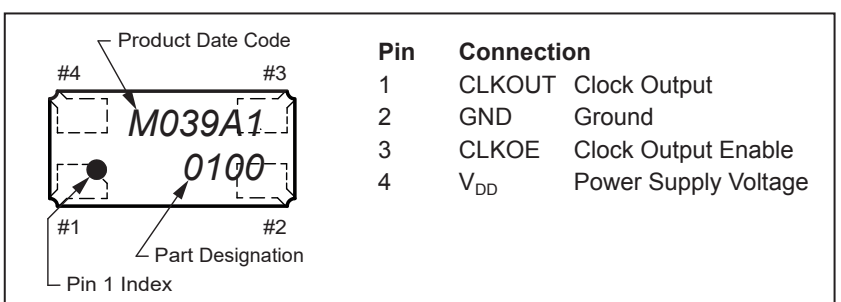 Product Date Code
#4 #3
M039A1
0100
#1 #2
Part Designation
Pin 1 Index
Pin Connection
1 CLKOUT Clock Output
2 GND Ground
3 CLKOE Clock Output Enable
4 VDD Power Supply Voltage